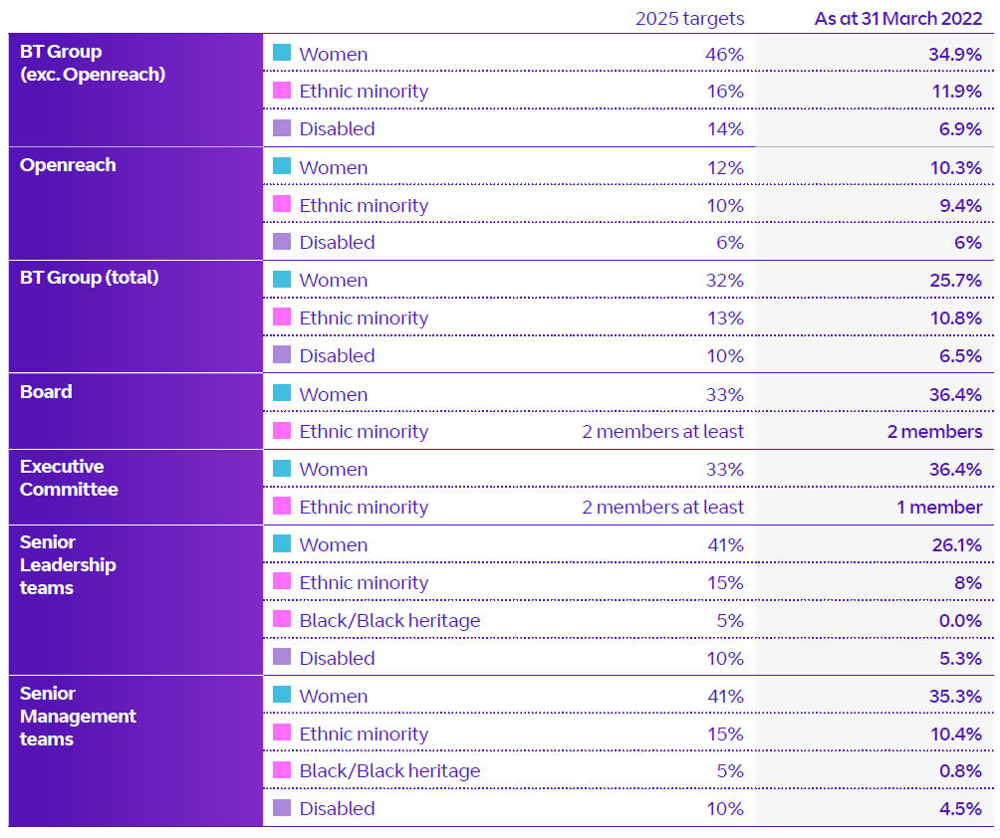 2025 targets As at 31 March 2022
BT Group
(exc. Openreach)
Women 46% 34.9%
Ethnic minority 16% 11.9%
Disabled 14% 6.9%
Openreach
Women 12% 10.3%
Ethnic minority 10% 9.4%
Disabled 6% 6%
BT Group (total)
Women 32% 25.7%
Ethnic minority 13% 10.8%
Disabled 10% 6.5%
Board
Women 33% 36.4%
Ethnic minority 2 members at least 2 members
Executive
Committee
Women 33% 36.4%
Ethnic minority 2 members at least 1 member
Senior
Leadership
teams
Women 41% 26.1%
Ethnic minority 15% 8%
Black/Black heritage 5% 0.0%
Disabled 10% 5.3%
Senior
Management
teams
Women 41% 35.3%
Ethnic minority 15% 10.4%
Black/Black heritage 5% 0.8%
Disabled 10% 4.5%